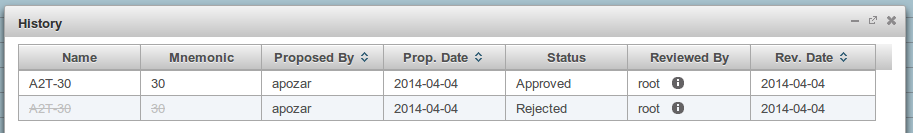 History
Name Mnemonic Proposed By Prop. Date Status Reviewed By Rev. Date
A2T-30 30 apozar 2014-04-04 Approved root 2014-04-04
A2T-30 30 apozar 2014-04-04 Rejected root 2014-04-04